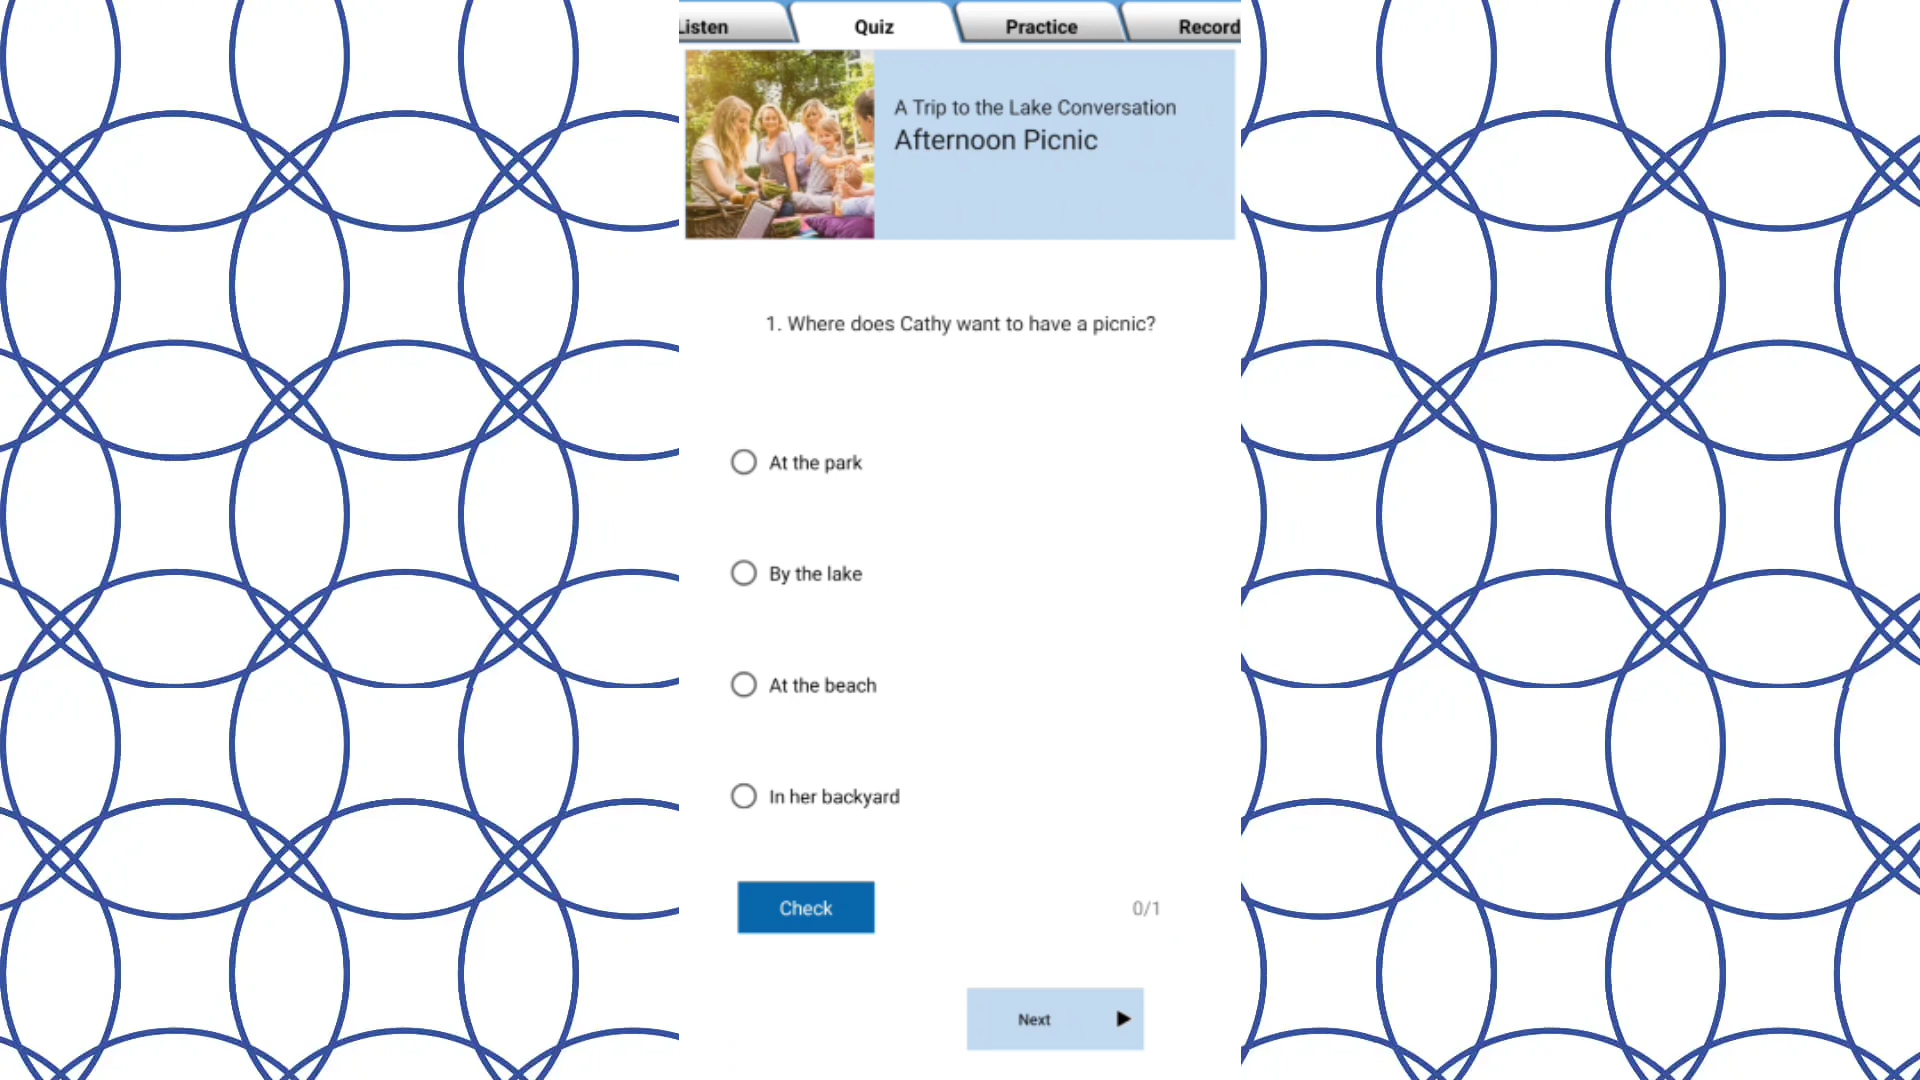 Listen
Quiz
Practice
Record
A Trip to the Lake Conversation
Afternoon Picnic
1. Where does Cathy want to have a picnic?
At the park
By the lake
At the beach
In her backyard
Check
0/1
Next